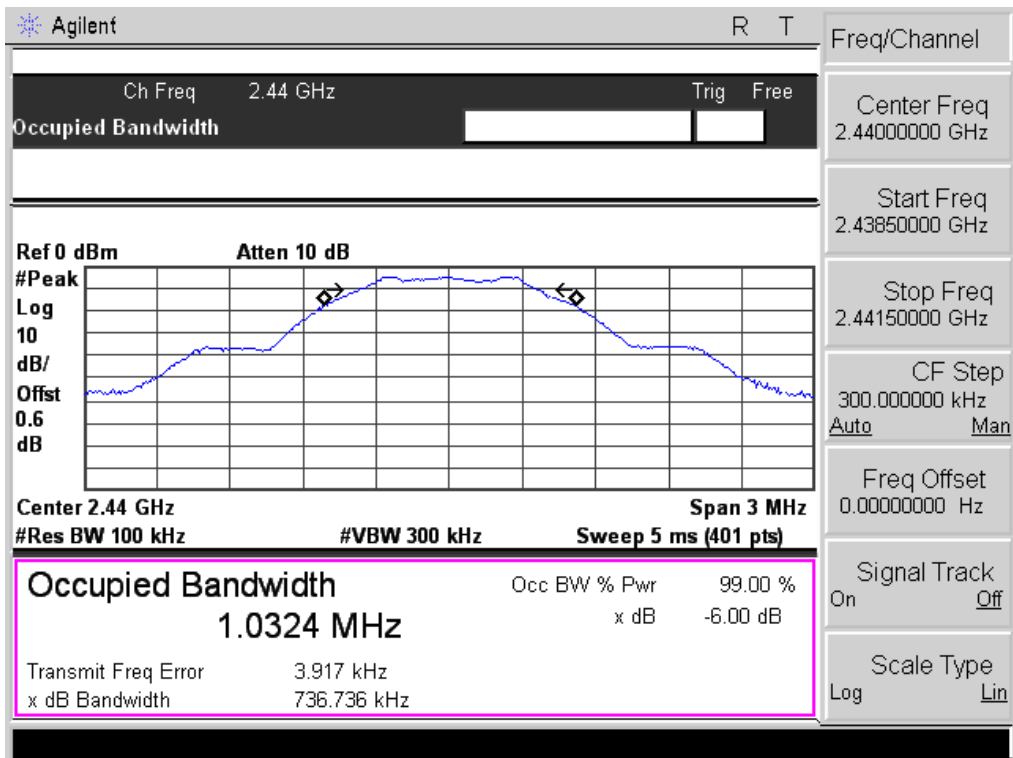 Agilent R T
Ch Freq 2.44 GHz Trig Free
Occupied Bandwidth
Ref 0 dBm Atten 10 dB
#Peak
Log
10
dB/
Offst
0.6
dB
Center 2.44 GHz Span 3 MHz
#Res BW 100 kHz #VBW 300 kHz Sweep 5 ms (401 pts)
Occupied Bandwidth Occ BW % Pwr 99.00 %
1.0324 MHz x dB -6.00 dB
Transmit Freq Error 3.917 kHz
x dB Bandwidth 736.736 kHz
Freq/Channel
Center Freq
2.44000000 GHz
Start Freq
2.43850000 GHz
Stop Freq
2.44150000 GHz
CF Step
300.000000 kHz
Auto Man
Freq Offset
0.00000000 Hz
Signal Track
On Off
Scale Type
Log Lin